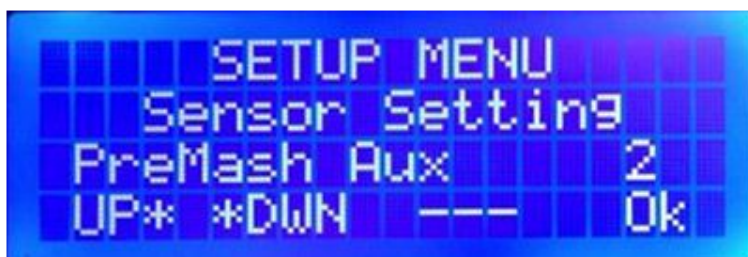 SETUP MENU
Sensor Setting
PreMash Aux 2
UP* *DWN --- Ok